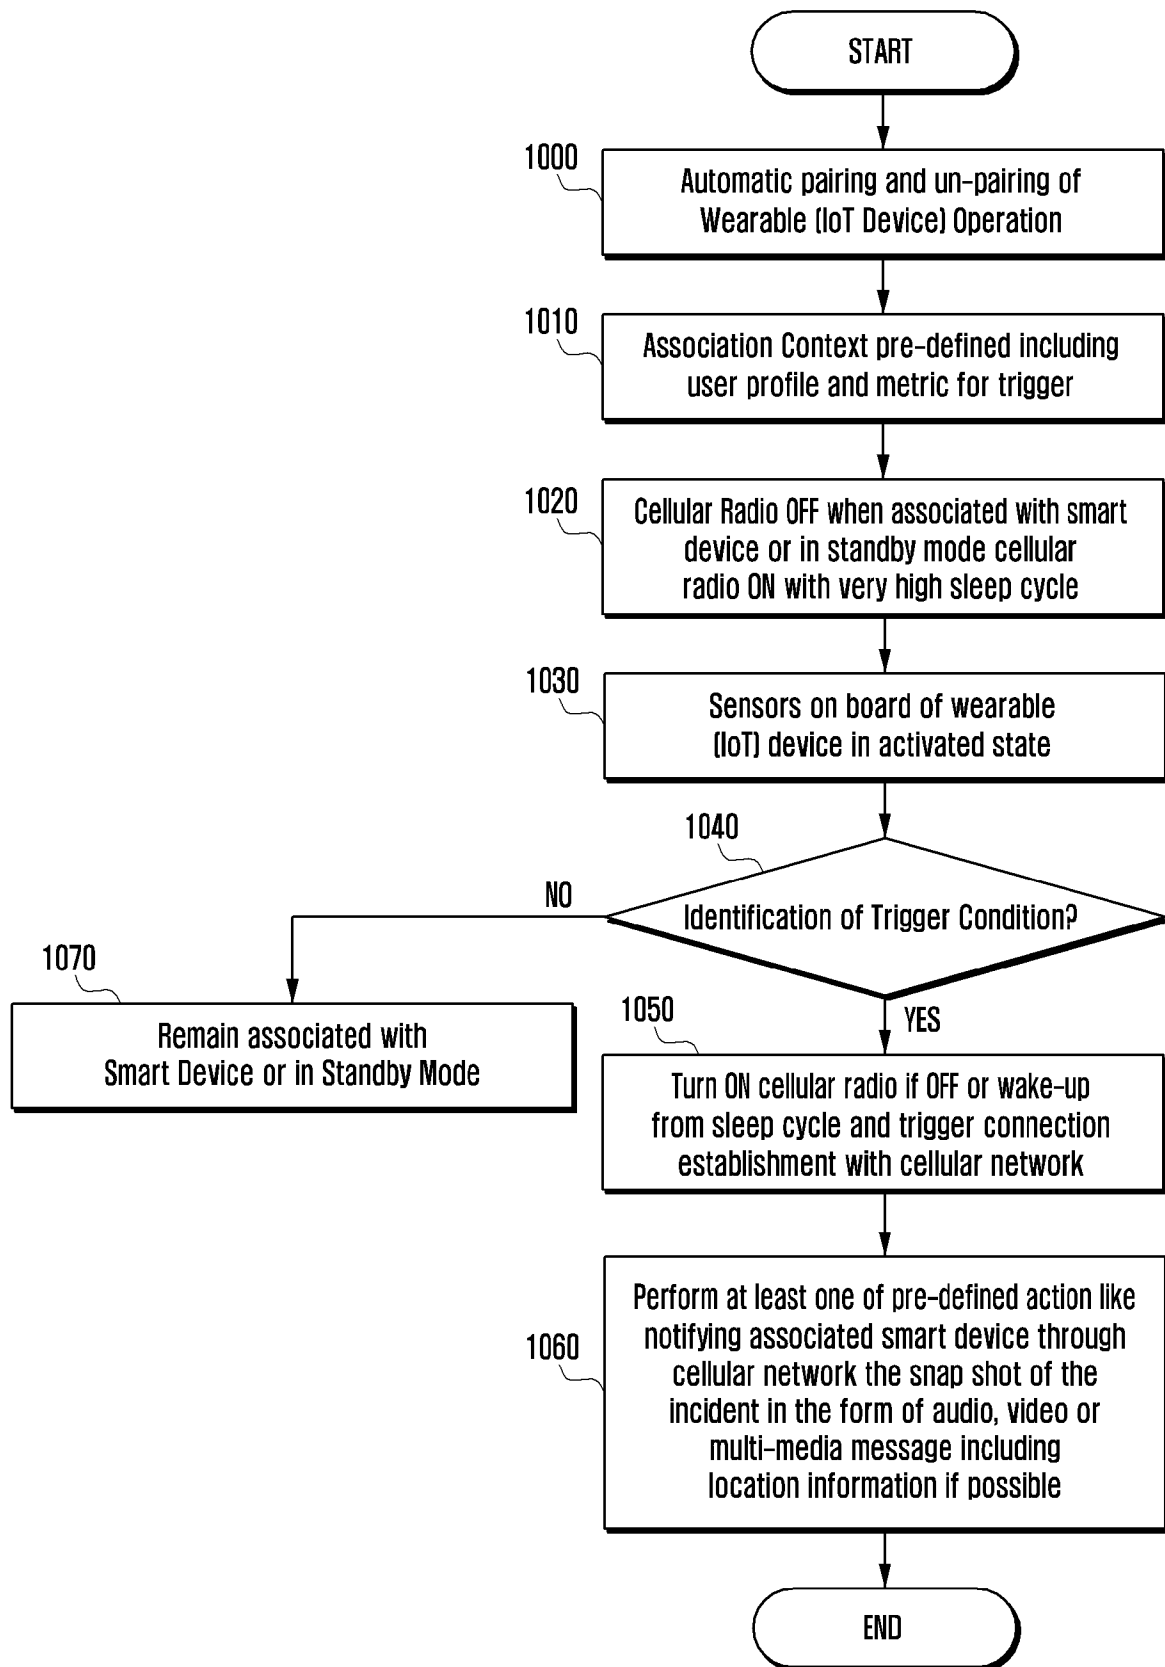 START
1000
Automatic pairing and un-pairing of
Wearable (IoT Device) Operation
1010
Association Context pre-defined including
user profile and metric for trigger
1020
Cellular Radio OFF when associated with smart
device or in standby mode cellular
radio ON with very high sleep cycle
1030
Sensors on board of wearable
(IoT) device in activated state
1040
Identification of Trigger Condition?
NO
YES
1070
Remain associated with
Smart Device or in Standby Mode
1050
Turn ON cellular radio if OFF or wake-up
from sleep cycle and trigger connection
establishment with cellular network
1060
Perform at least one of pre-defined action like
notifying associated smart device through
cellular network the snap shot of the
incident in the form of audio, video or
multi-media message including
location information if possible
END